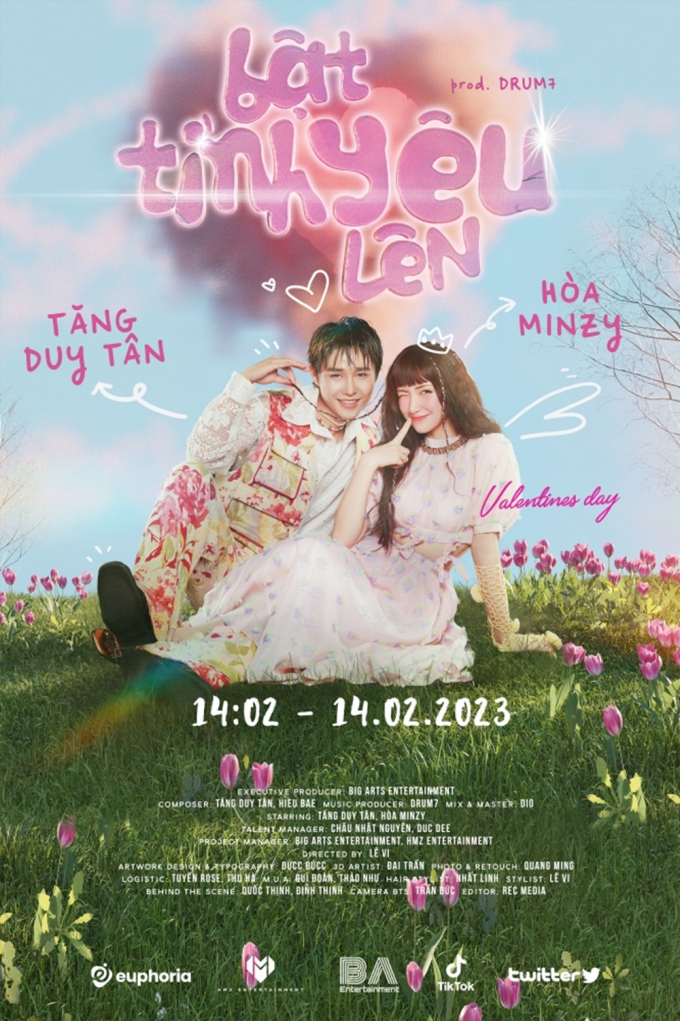 bật
tình yêu
lên
prod. DRUM7
TĂNG
DUY TÂN
HÒA
MINZY
Valentines day
14:02 - 14.02.2023
EXECUTIVE PRODUCER: BIG ARTS ENTERTAINMENT
COMPOSER: TĂNG DUY TÂN, HIEU BAE MUSIC PRODUCER: DRUM7 MIX & MASTER: DIO
STARRING: TĂNG DUY TÂN, HÒA MINZY
TALENT MANAGER: CHÂU NHẤT NGUYÊN, DUC DEE
PROJECT MANAGER: BIG ARTS ENTERTAINMENT, HMZ ENTERTAINMENT
DIRECTED BY: LÊ VI
ARTWORK DESIGN & TYPOGRAPHY: BUCC BUCC 3D ARTIST: ĐẠI TRẦN PHOTO & RETOUCH: QUANG MING
LOGISTIC: TUYẾN ROSE, THU HÀ M.U.A: QUI ĐOÀN, THẢO NHƯ HAIR STYLIST: NHẬT LINH STYLIST: LÊ VI
BEHIND THE SCENE: QUỐC THỊNH, ĐÌNH THỊNH CAMERA BTS: TRẦN ĐỨC EDITOR: REC MEDIA
euphoria
HMZ ENTERTAINMENT
BA
Entertainment
TikTok
twitter